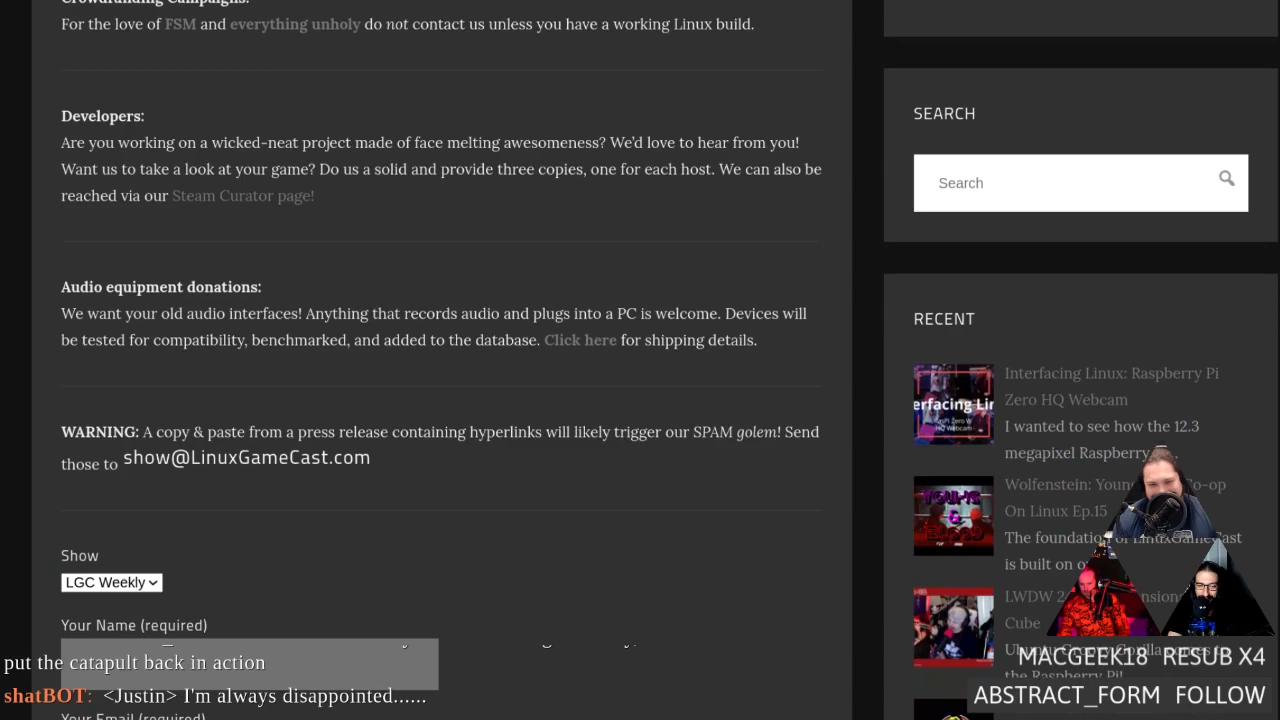 Crowdfunding Campaigns:
For the love of FSM and everything unholy do not contact us unless you have a working Linux build.
Developers:
Are you working on a wicked-neat project made of face melting awesomeness? We'd love to hear from you!
Want us to take a look at your game? Do us a solid and provide three copies, one for each host. We can also be
reached via our Steam Curator page!
Audio equipment donations:
We want your old audio interfaces! Anything that records audio and plugs into a PC is welcome. Devices will
be tested for compatibility, benchmarked, and added to the database. Click here for shipping details.
WARNING: A copy & paste from a press release containing hyperlinks will likely trigger our SPAM golem! Send
those to show@LinuxGameCast.com
Show
LGC Weekly
Your Name (required)
put the catapult back in action
shatBOT: <Justin> I'm always disappointed......
Your Email (required)
SEARCH
Search
RECENT
Interfacing Linux: Raspberry Pi
Zero HQ Webcam
I wanted to see how the 12.3
megapixel Raspberry
Wolfenstein: Co-op
On Linux Ep.15
The foundation of LinuxGameCast
is built on
LWDW
Cube
the Raspberry Pi!
MACGEEK18 RESUB X4
ABSTRACT_FORM FOLLOW